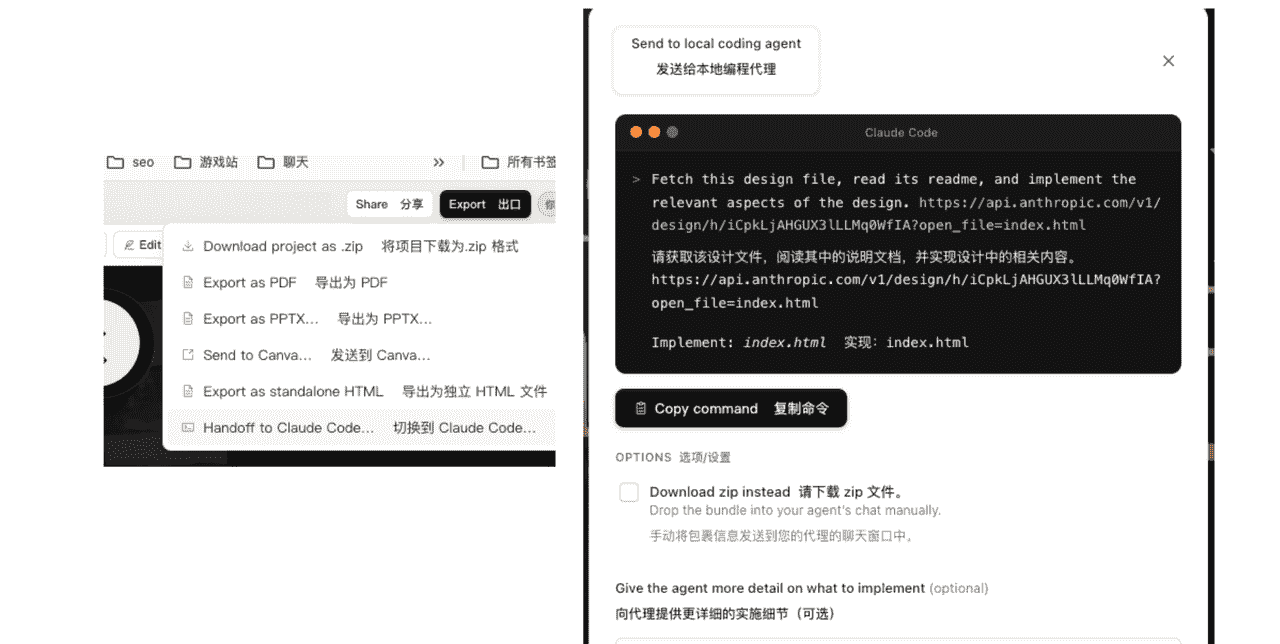 seo 游戏站 聊天 » 所有书签
Share 分享 Export 出口 你
Edit
Download project as .zip 将项目下载为.zip 格式
Export as PDF 导出为 PDF
Export as PPTX... 导出为 PPTX...
Send to Canva... 发送到 Canva...
Export as standalone HTML 导出为独立 HTML 文件
Handoff to Claude Code... 切换到 Claude Code...
Send to local coding agent
发送给本地编程代理
Claude Code
> Fetch this design file, read its readme, and implement the
relevant aspects of the design. https://api.anthropic.com/v1/
design/h/iCpkLjAHGUX3lLLMq0WfIA?open_file=index.html
请获取该设计文件，阅读其中的说明文档，并实现设计中的相关内容。
https://api.anthropic.com/v1/design/h/iCpkLjAHGUX3lLLMq0WfIA?
open_file=index.html
Implement: index.html 实现：index.html
Copy command 复制命令
OPTIONS 选项/设置
Download zip instead 请下载 zip 文件。
Drop the bundle into your agent's chat manually.
手动将包裹信息发送到您的代理的聊天窗口中。
Give the agent more detail on what to implement (optional)
向代理提供更详细的实施细节（可选）